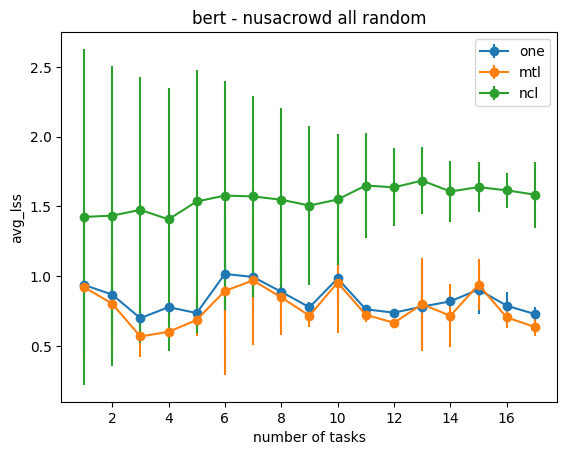 bert - nusacrowd all random
one
mtl
ncl
avg_lss
2.5
2.0
1.5
1.0
0.5
2 4 6 8 10 12 14 16
number of tasks